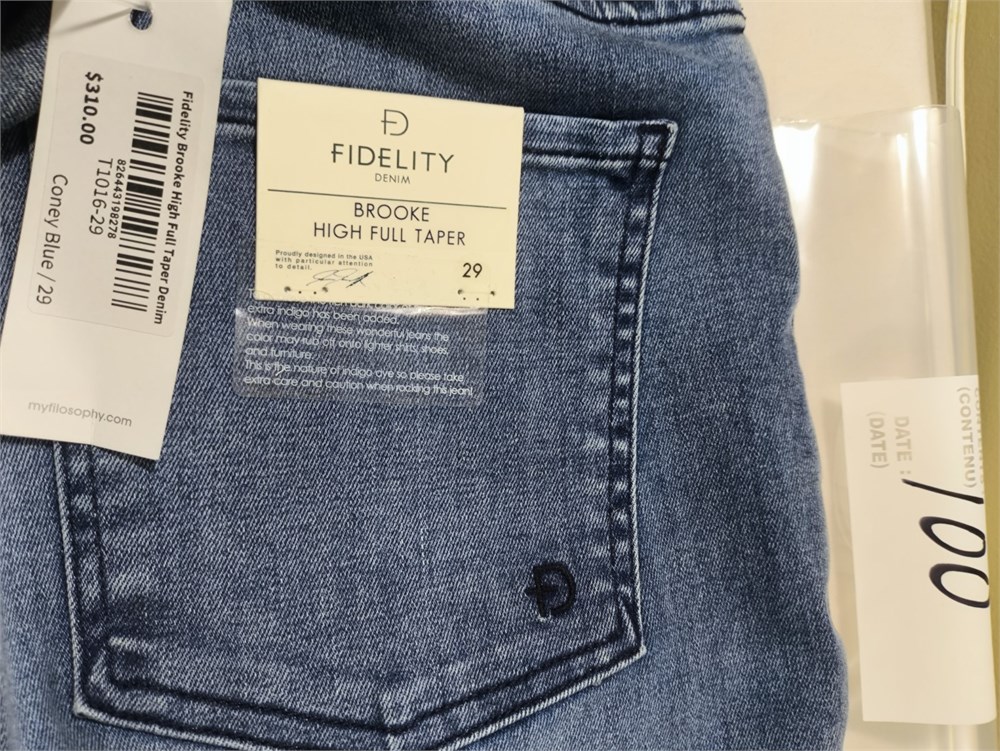 Fidelity Brooke High Full Taper Denim
826443198278
T1016-29
$310.00
Coney Blue / 29
myfilosophy.com
FIDELITY
DENIM
BROOKE
HIGH FULL TAPER
Proudly designed in the USA
with particular attention
to detail.
29
extra indigo has been added.
When wearing these wonderful jeans the
color may rub off onto lighter shirts, shoes,
and furniture.
This is the nature of indigo dye so please take
extra care and caution when rocking this jean!
(CONTENU)
DATE :
(DATE)
100